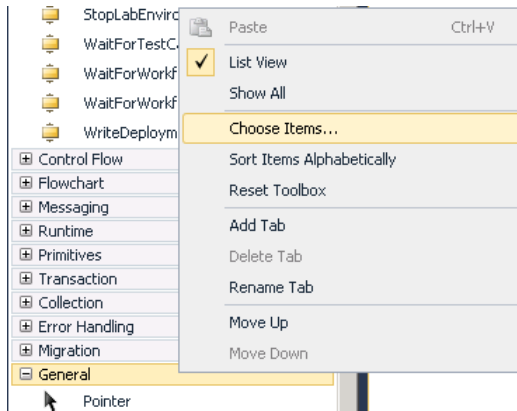 StopLabEnviro
WaitForTestCa
WaitForWorkf
WaitForWorkf
WriteDeploym
Control Flow
Flowchart
Messaging
Runtime
Primitives
Transaction
Collection
Error Handling
Migration
General
Pointer
Paste Ctrl+V
List View
Show All
Choose Items...
Sort Items Alphabetically
Reset Toolbox
Add Tab
Delete Tab
Rename Tab
Move Up
Move Down